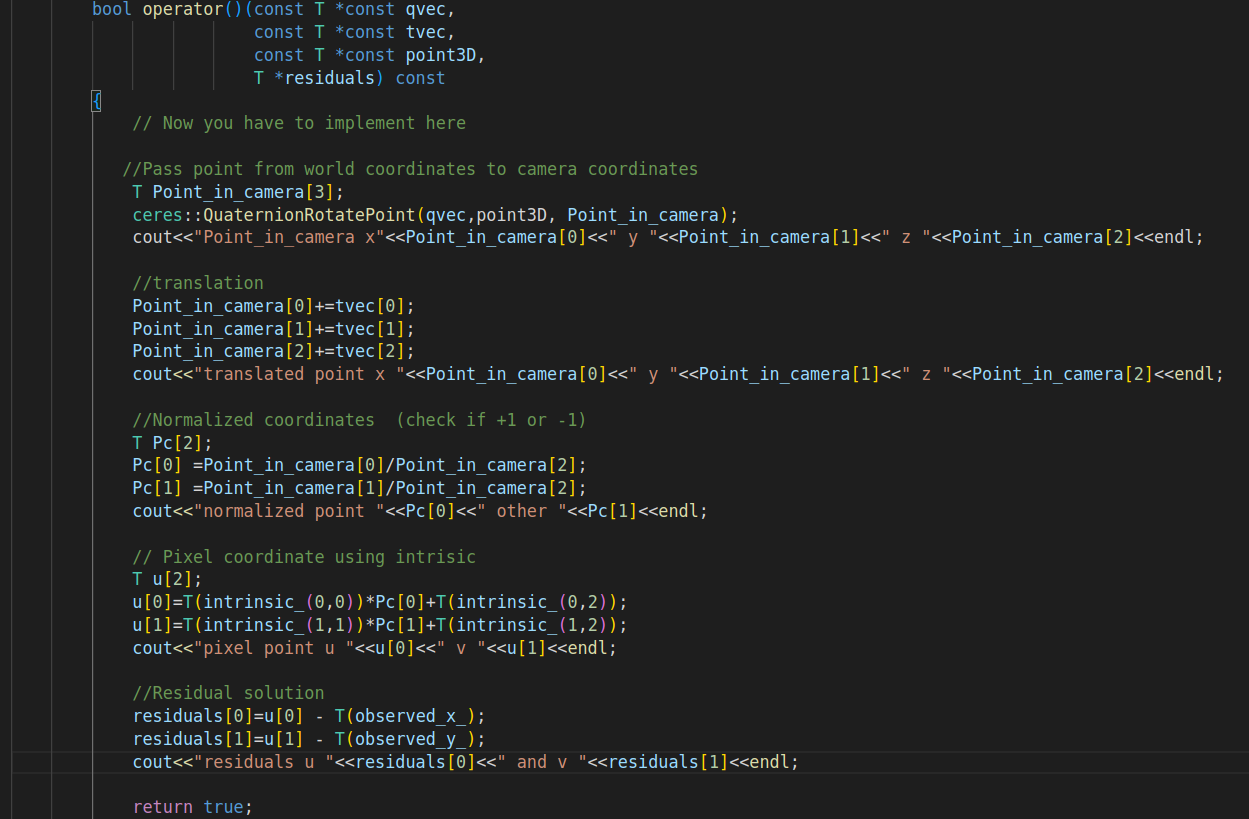 bool operator()(const T *const qvec,
const T *const tvec,
const T *const point3D,
T *residuals) const
{
// Now you have to implement here
//Pass point from world coordinates to camera coordinates
T Point_in_camera[3];
ceres::QuaternionRotatePoint(qvec,point3D, Point_in_camera);
cout<<"Point_in_camera x"<<Point_in_camera[0]<<" y "<<Point_in_camera[1]<<" z "<<Point_in_camera[2]<<endl;
//translation
Point_in_camera[0]+=tvec[0];
Point_in_camera[1]+=tvec[1];
Point_in_camera[2]+=tvec[2];
cout<<"translated point x "<<Point_in_camera[0]<<" y "<<Point_in_camera[1]<<" z "<<Point_in_camera[2]<<endl;
//Normalized coordinates  (check if +1 or -1)
T Pc[2];
Pc[0] =Point_in_camera[0]/Point_in_camera[2];
Pc[1] =Point_in_camera[1]/Point_in_camera[2];
cout<<"normalized point "<<Pc[0]<<" other "<<Pc[1]<<endl;
// Pixel coordinate using intrisic
T u[2];
u[0]=T(intrinsic_(0,0))*Pc[0]+T(intrinsic_(0,2));
u[1]=T(intrinsic_(1,1))*Pc[1]+T(intrinsic_(1,2));
cout<<"pixel point u "<<u[0]<<" v "<<u[1]<<endl;
//Residual solution
residuals[0]=u[0] - T(observed_x_);
residuals[1]=u[1] - T(observed_y_);
cout<<"residuals u "<<residuals[0]<<" and v "<<residuals[1]<<endl;
return true;